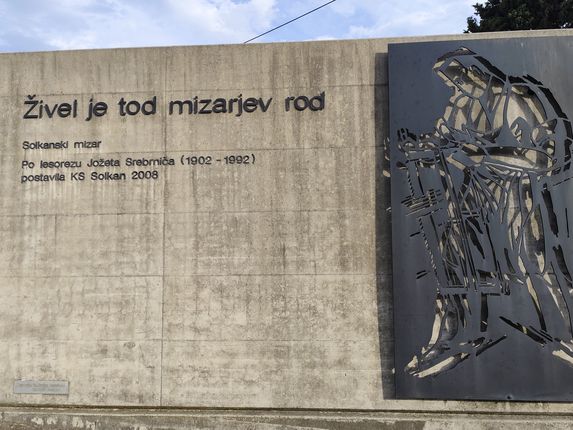 Živel je tod mizarjev rod
Solkanski mizar
Po lesorezu Jožeta Srebrniča (1902 - 1992)
postavila KS Solkan 2008